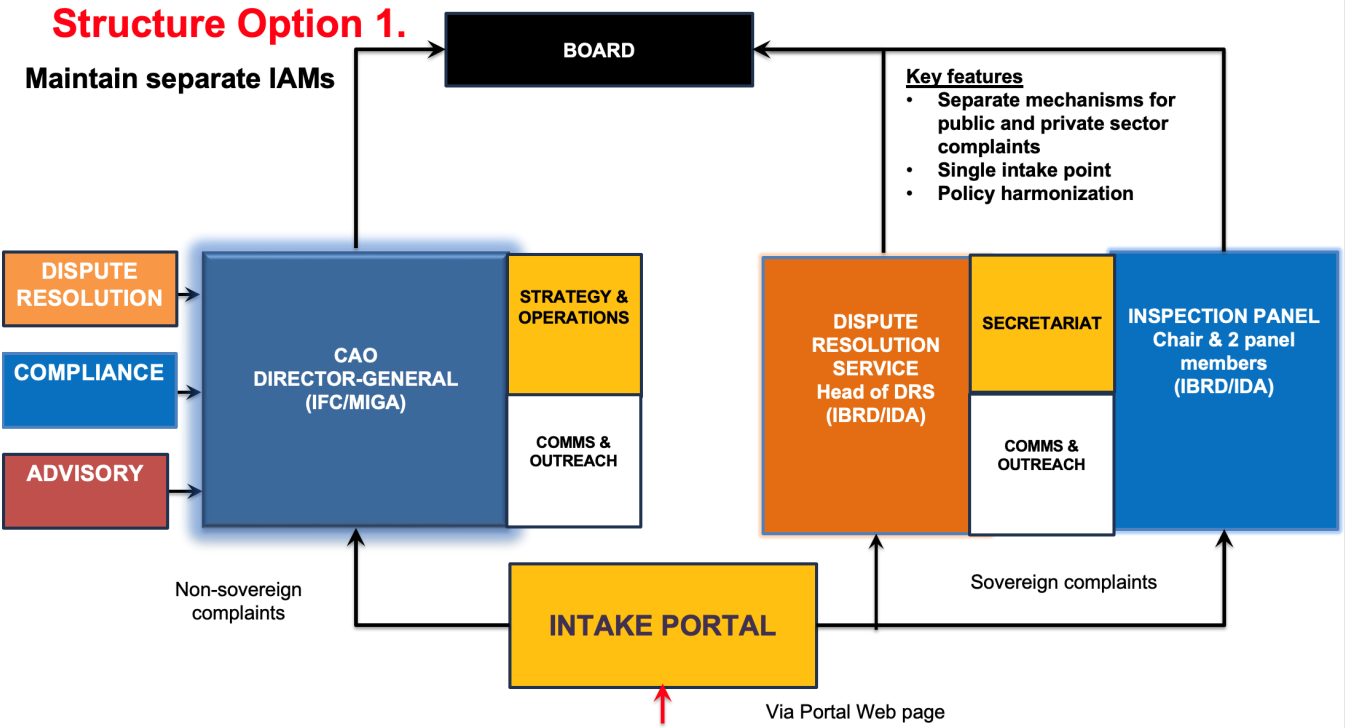 Structure Option 1.
Maintain separate IAMs
BOARD
Key features
• Separate mechanisms for
public and private sector
complaints
• Single intake point
• Policy harmonization
DISPUTE
RESOLUTION
COMPLIANCE
ADVISORY
CAO
DIRECTOR-GENERAL
(IFC/MIGA)
STRATEGY &
OPERATIONS
COMMS &
OUTREACH
DISPUTE
RESOLUTION
SERVICE
Head of DRS
(IBRD/IDA)
SECRETARIAT
COMMS &
OUTREACH
INSPECTION PANEL
Chair & 2 panel
members
(IBRD/IDA)
Non-sovereign
complaints
INTAKE PORTAL
Sovereign complaints
Via Portal Web page